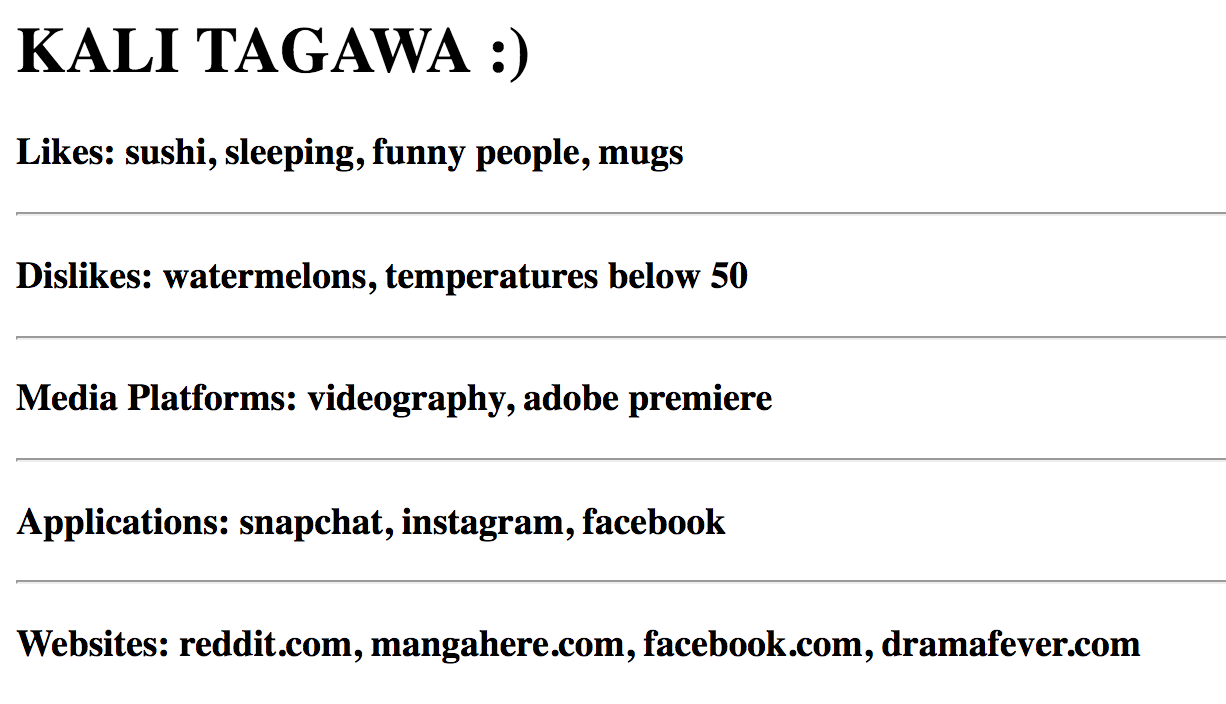 KALI TAGAWA :)
Likes: sushi, sleeping, funny people, mugs
Dislikes: watermelons, temperatures below 50
Media Platforms: videography, adobe premiere
Applications: snapchat, instagram, facebook
Websites: reddit.com, mangahere.com, facebook.com, dramafever.com